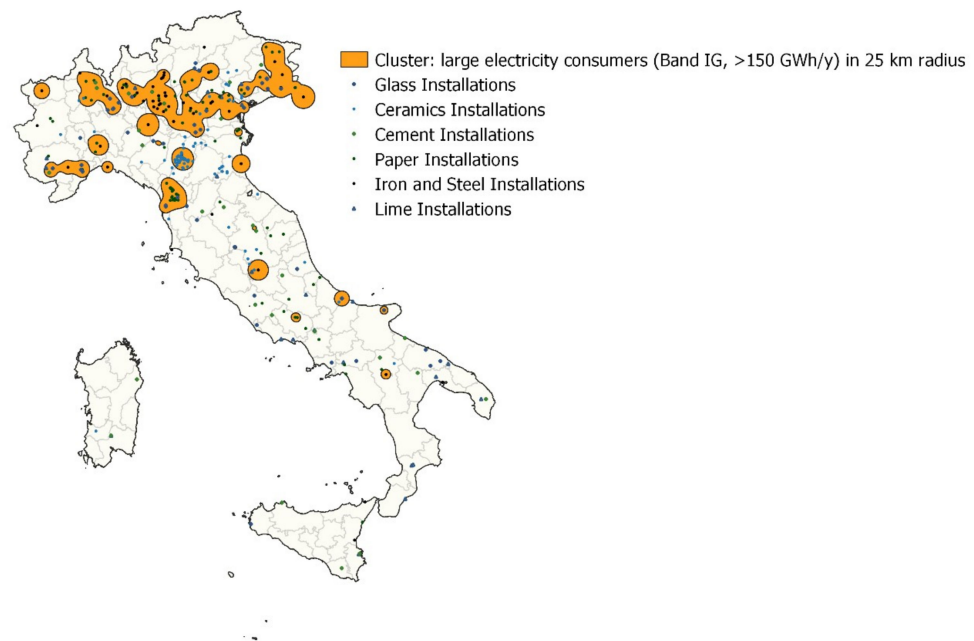 Cluster: large electricity consumers (Band IG, >150 GWh/y) in 25 km radius
Glass Installations
Ceramics Installations
Cement Installations
Paper Installations
Iron and Steel Installations
Lime Installations